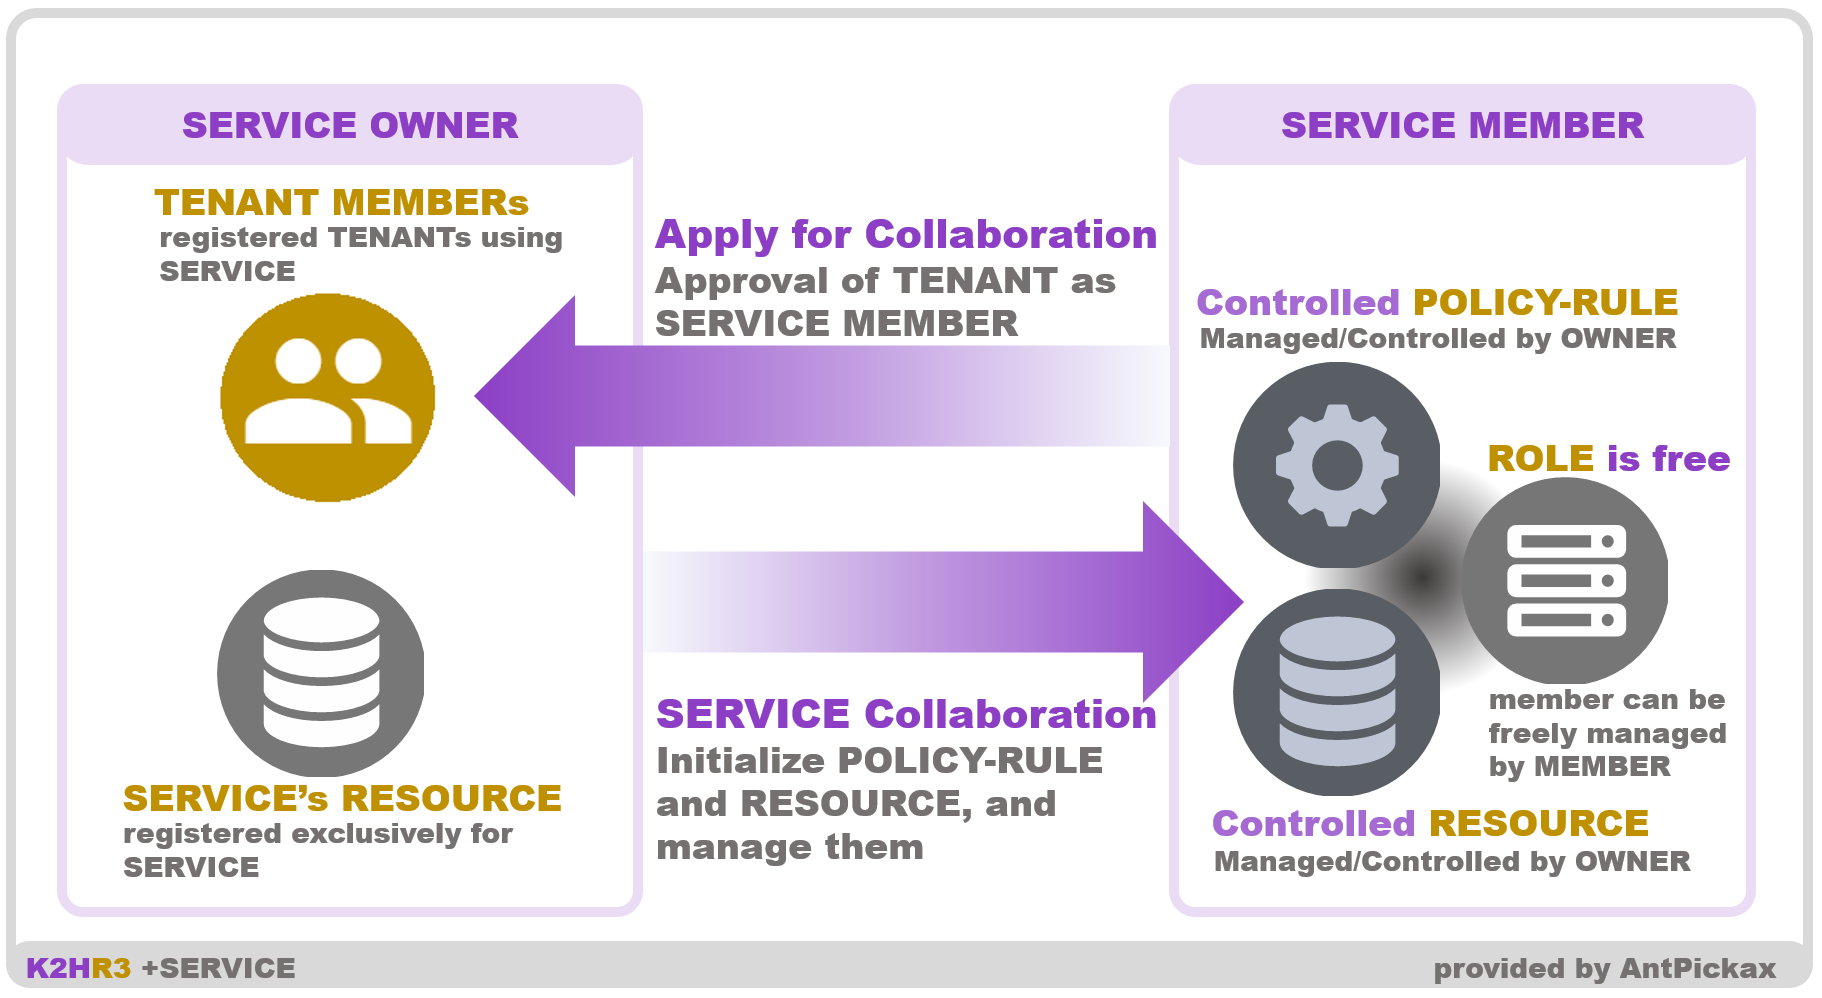 SERVICE OWNER
TENANT MEMBERs
registered TENANTs using
SERVICE
SERVICE's RESOURCE
registered exclusively for
SERVICE
Apply for Collaboration
Approval of TENANT as
SERVICE MEMBER
SERVICE Collaboration
Initialize POLICY-RULE
and RESOURCE, and
manage them
SERVICE MEMBER
Controlled POLICY-RULE
Managed/Controlled by OWNER
ROLE is free
member can be
freely managed
by MEMBER
Controlled RESOURCE
Managed/Controlled by OWNER
K2HR3 +SERVICE
provided by AntPickax